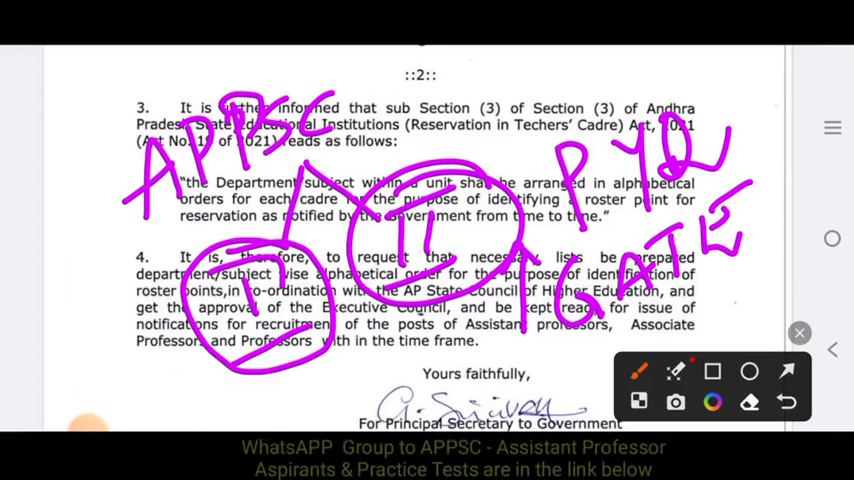 ::2::
3. It is further informed that sub Section (3) of Section (3) of Andhra
Pradesh State Educational Institutions (Reservation in Techers' Cadre) Act, 2021
(Act No.19 of 2021) reads as follows:
"the Department subject within a unit shall be arranged in alphabetical
orders for each cadre for the purpose of identifying a roster point for
reservation as notified by the Government from time to time."
4. It is, therefore, to request that necessary lists be prepared
department/subject wise alphabetical order for the purpose of identification of
roster points,in co-ordination with the AP State Council of Higher Education, and
get the approval of the Executive Council, and be kept ready for issue of
notifications for recruitment of the posts of Assistant professors, Associate
Professors and Professors with in the time frame.
Yours faithfully,
For Principal Secretary to Government
APPSC
I
II
PYQ
GATE
WhatsAPP Group to APPSC - Assistant Professor
Aspirants & Practice Tests are in the link below